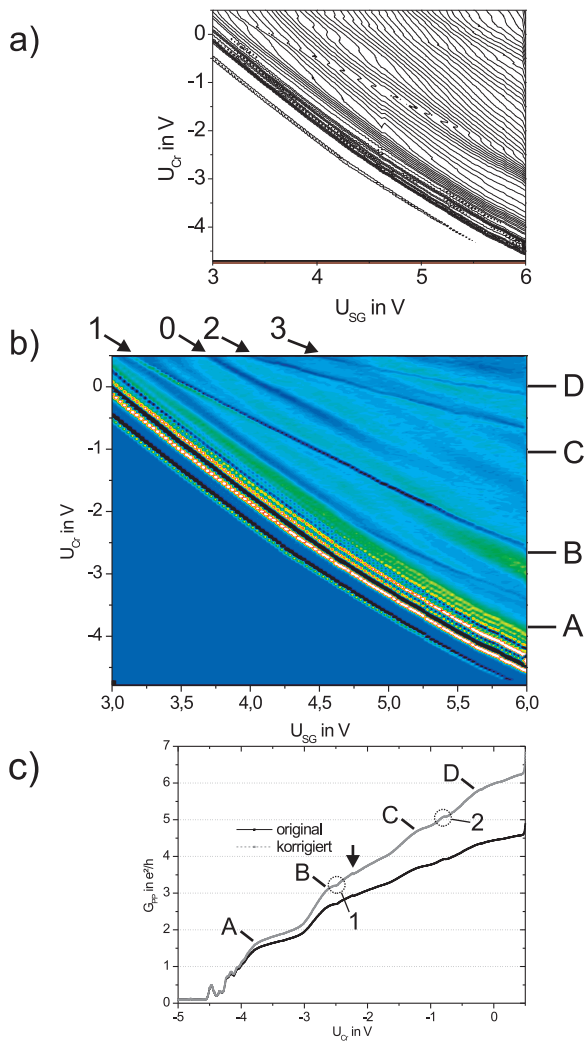 a)
0
-1
-2
-3
-4
U_Cr in V
3
4
5
6
U_SG in V
b)
1 0 2 3
0
-1
-2
-3
-4
U_Cr in V
D
C
B
A
3,0 3,5 4,0 4,5 5,0 5,5 6,0
U_SG in V
c)
7
6
5
4
3
2
1
0
G_PP in e²/h
original
korrigiert
A
B
C
D
1
2
-5 -4 -3 -2 -1 0
U_Cr in V